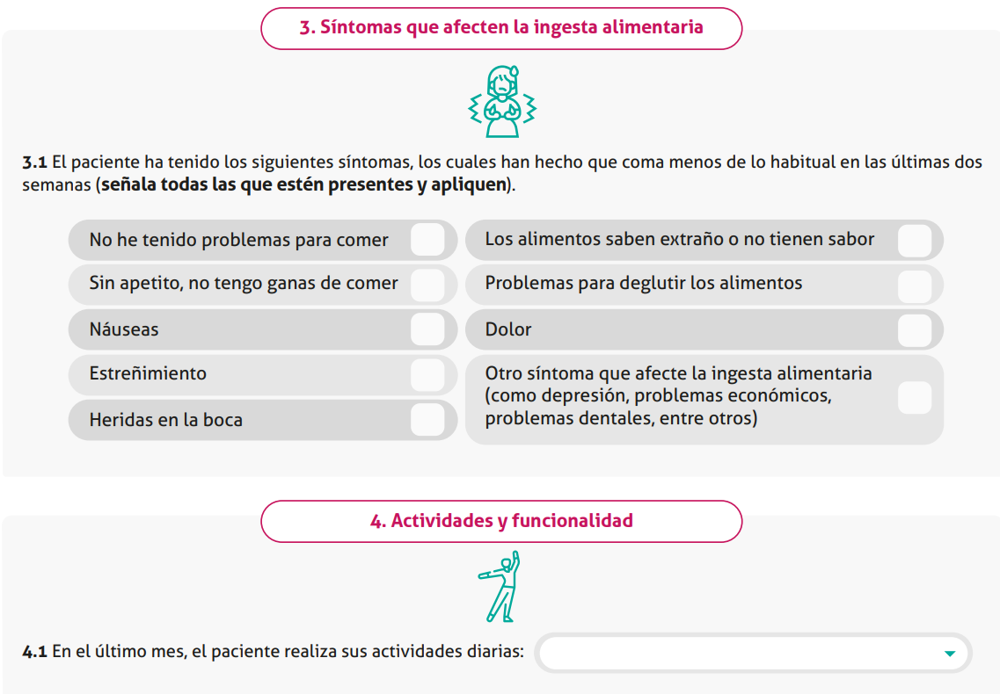 3. Síntomas que afecten la ingesta alimentaria
3.1 El paciente ha tenido los siguientes síntomas, los cuales han hecho que coma menos de lo habitual en las últimas dos
semanas (señala todas las que estén presentes y apliquen).
No he tenido problemas para comer
Sin apetito, no tengo ganas de comer
Náuseas
Estreñimiento
Heridas en la boca
Los alimentos saben extraño o no tienen sabor
Problemas para deglutir los alimentos
Dolor
Otro síntoma que afecte la ingesta alimentaria
(como depresión, problemas económicos,
problemas dentales, entre otros)
4. Actividades y funcionalidad
4.1 En el último mes, el paciente realiza sus actividades diarias: